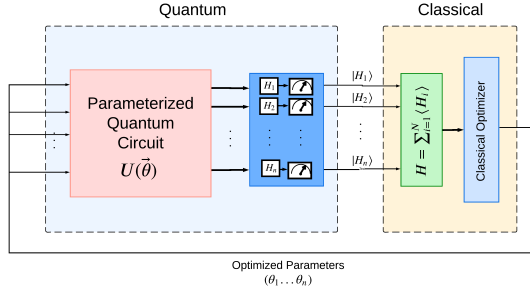 Quantum
Classical
Parameterized
Quantum
Circuit
U(θ⃗)
H₁
H₂
Hₙ
|H₁⟩
|H₂⟩
|Hₙ⟩
H = ∑ᵢ₌₁ᴺ⟨Hᵢ⟩
Classical Optimizer
Optimized Parameters
(θ₁...θₙ)